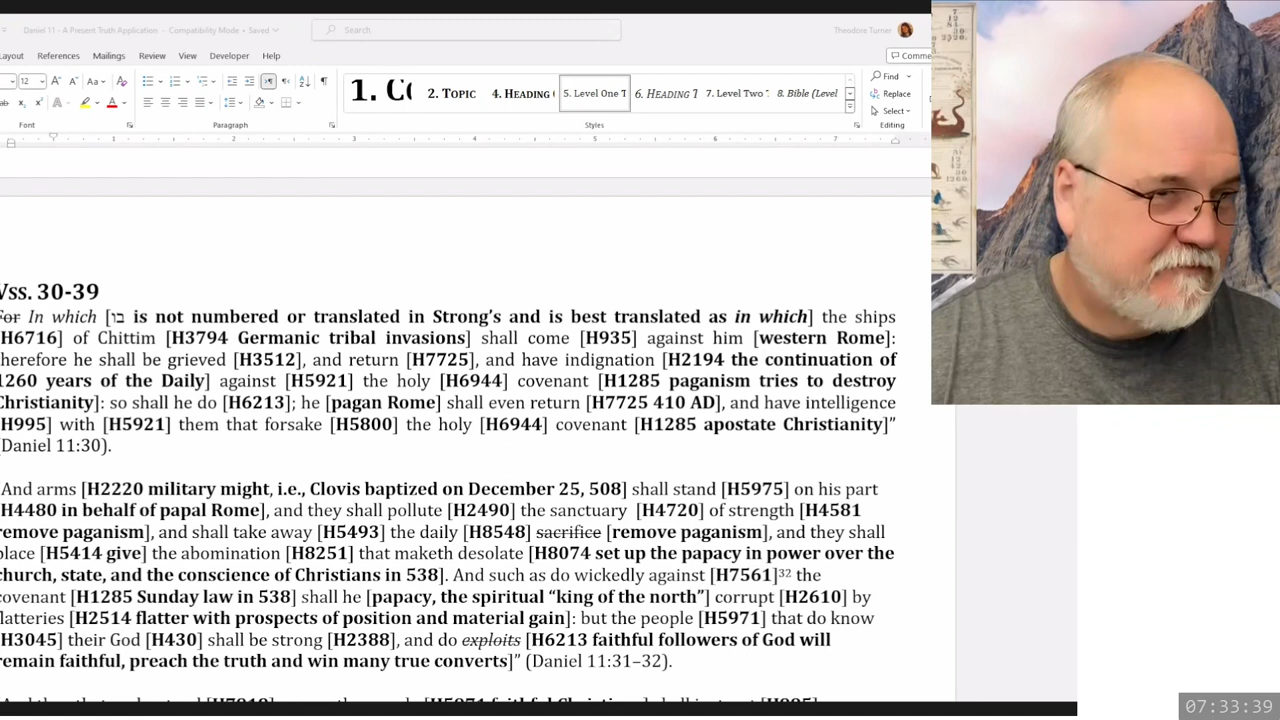 Daniel 11 - A Present Truth Application - Compatibility Mode - Saved
Search
Theodore Turner
Layout References Mailings Review View Developer Help
Comme
12
Aa
1. Co 2. Topic 4. Heading 5. Level One T 6. Heading T 7. Level Two T 8. Bible (Level
Find
Replace
Select
Font Paragraph Styles Editing
1 2 3 4 5 6 7
Vss. 30-39
For In which [בו is not numbered or translated in Strong's and is best translated as in which] the ships
[H6716] of Chittim [H3794 Germanic tribal invasions] shall come [H935] against him [western Rome]:
therefore he shall be grieved [H3512], and return [H7725], and have indignation [H2194 the continuation of
1260 years of the Daily] against [H5921] the holy [H6944] covenant [H1285 paganism tries to destroy
Christianity]: so shall he do [H6213]; he [pagan Rome] shall even return [H7725 410 AD], and have intelligence
[H995] with [H5921] them that forsake [H5800] the holy [H6944] covenant [H1285 apostate Christianity]”
(Daniel 11:30).
And arms [H2220 military might, i.e., Clovis baptized on December 25, 508] shall stand [H5975] on his part
[H4480 in behalf of papal Rome], and they shall pollute [H2490] the sanctuary [H4720] of strength [H4581
remove paganism], and shall take away [H5493] the daily [H8548] sacrifice [remove paganism], and they shall
place [H5414 give] the abomination [H8251] that maketh desolate [H8074 set up the papacy in power over the
church, state, and the conscience of Christians in 538]. And such as do wickedly against [H7561]32 the
covenant [H1285 Sunday law in 538] shall he [papacy, the spiritual “king of the north”] corrupt [H2610] by
flatteries [H2514 flatter with prospects of position and material gain]: but the people [H5971] that do know
[H3045] their God [H430] shall be strong [H2388], and do exploits [H6213 faithful followers of God will
remain faithful, preach the truth and win many true converts]” (Daniel 11:31–32).
07:33:39